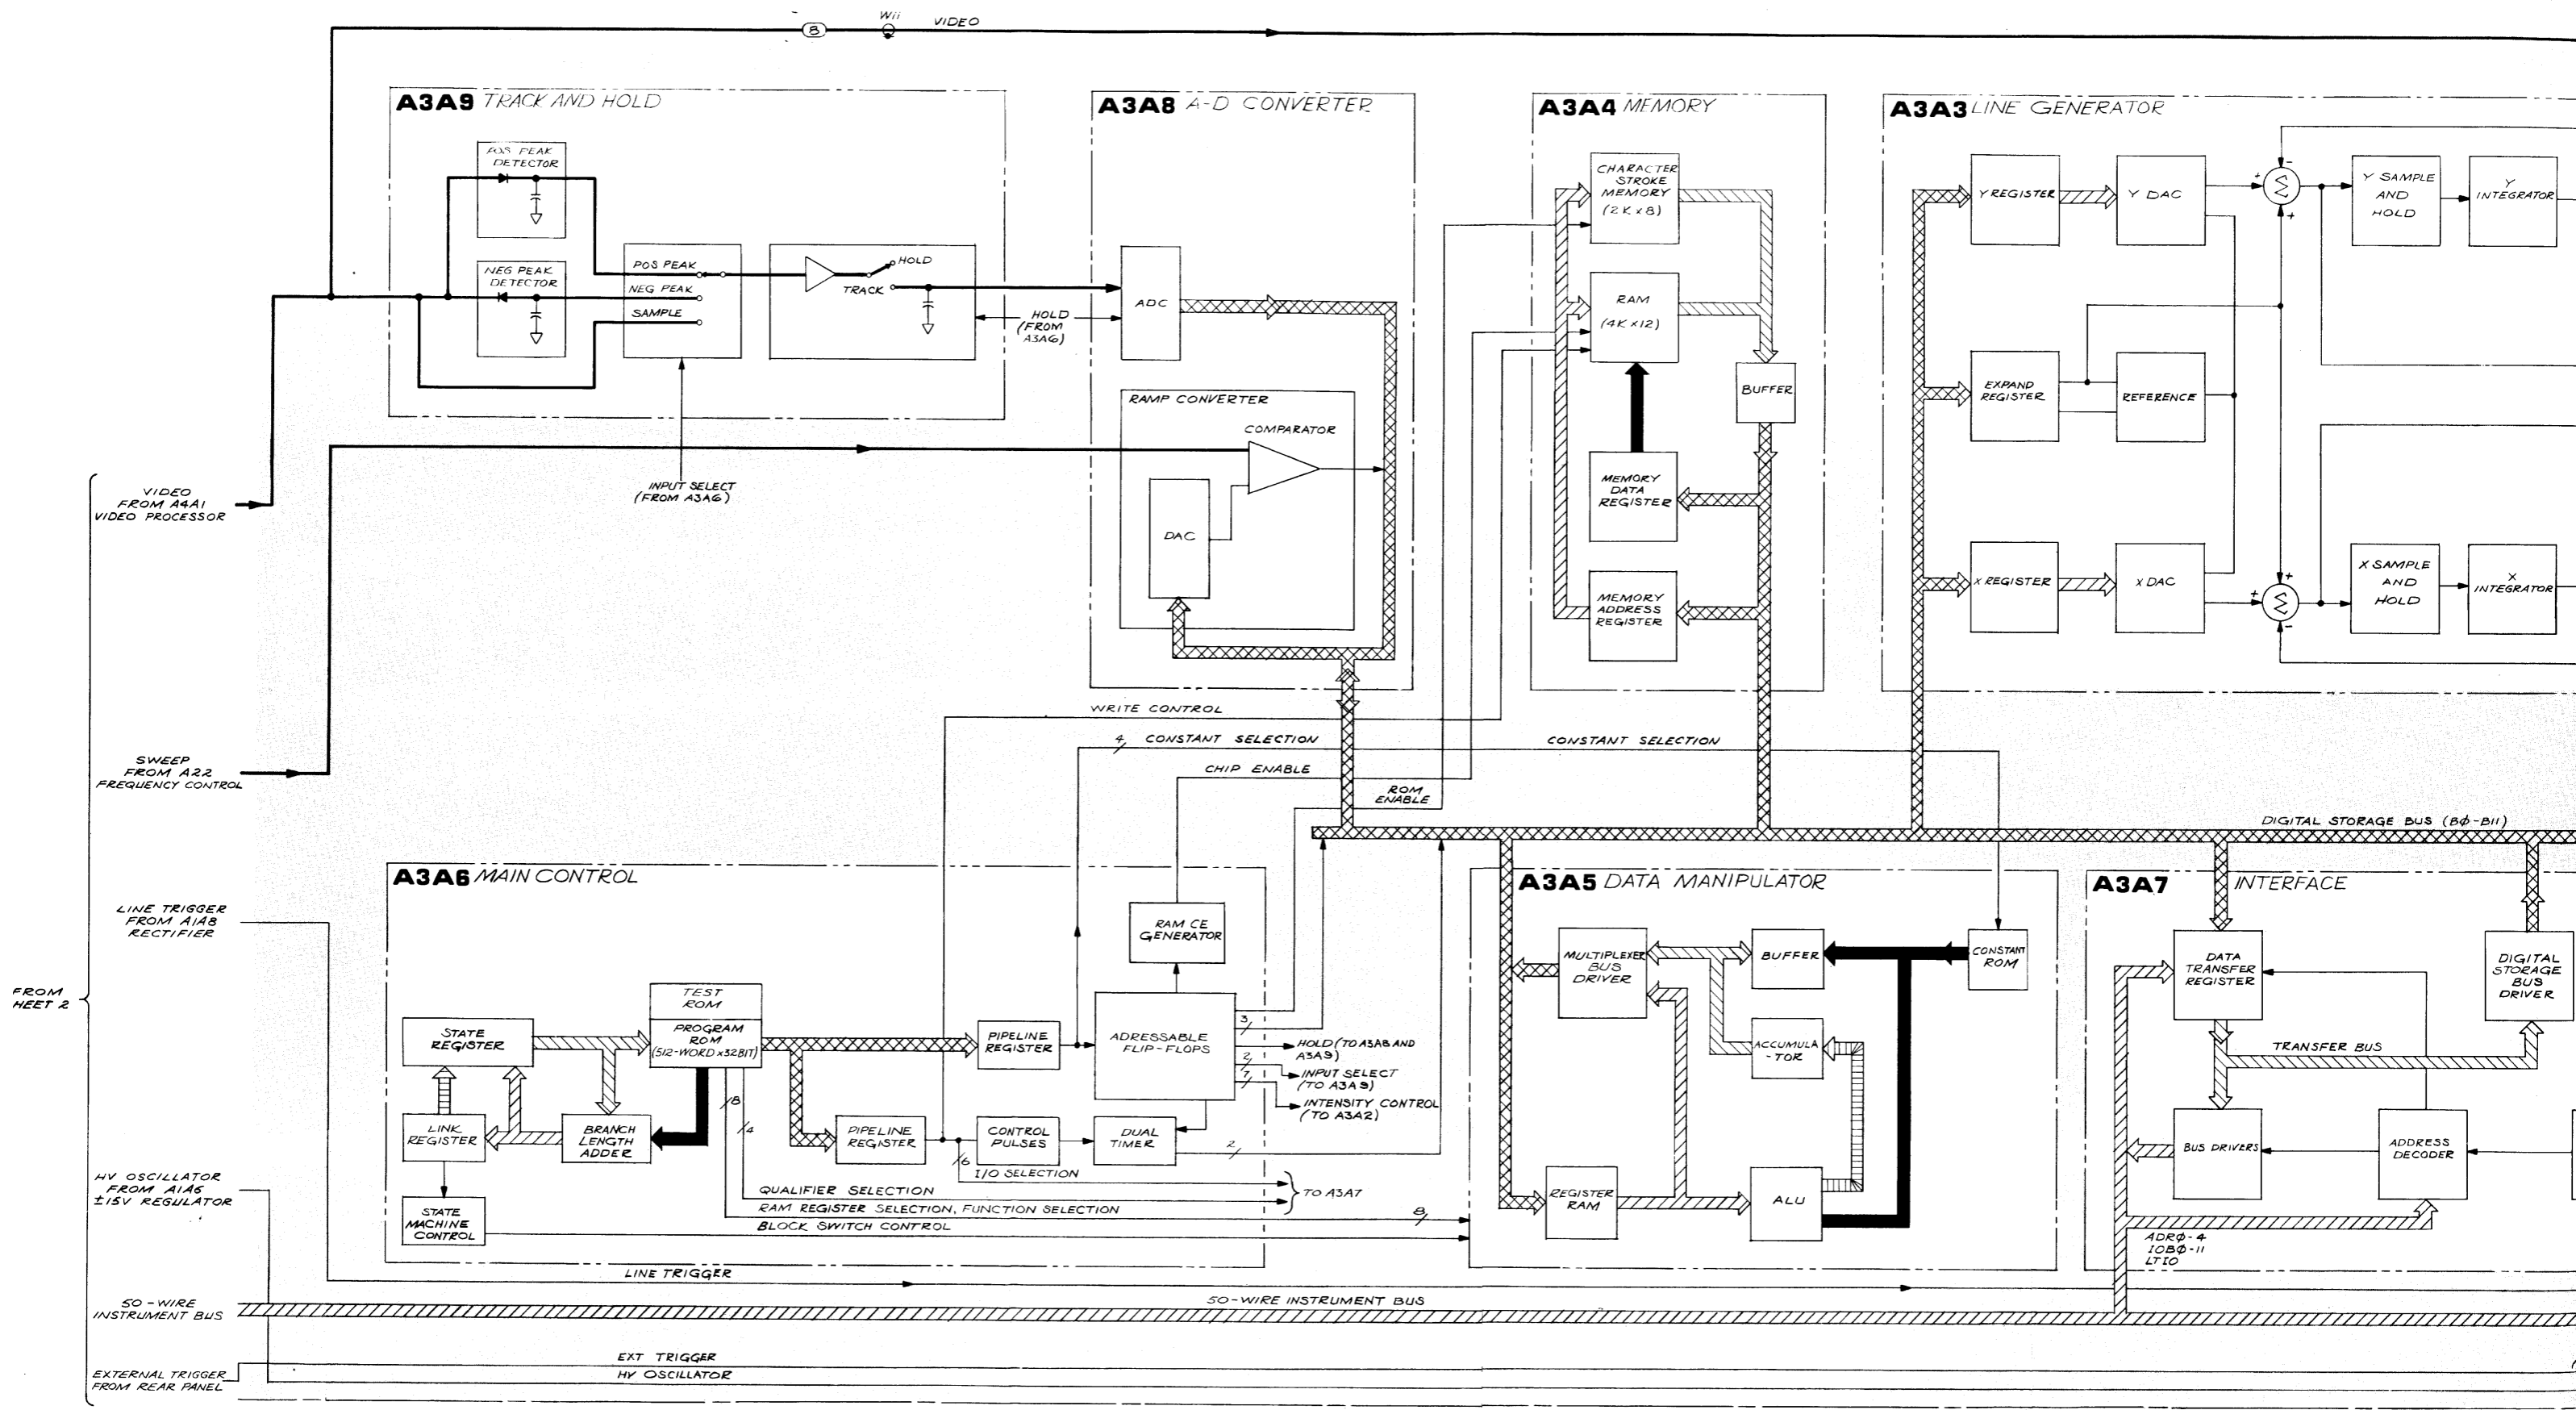 8
W11
VIDEO
A3A9 TRACK AND HOLD
POS PEAK
DETECTOR
NEG PEAK
DETECTOR
POS PEAK
NEG PEAK
SAMPLE
HOLD
TRACK
HOLD
(FROM
A3A6)
INPUT SELECT
(FROM A3A6)
A3A8 A-D CONVERTER
ADC
RAMP CONVERTER
COMPARATOR
DAC
A3A4 MEMORY
CHARACTER
STROKE
MEMORY
(2K x 8)
RAM
(4K x 12)
BUFFER
MEMORY
DATA
REGISTER
MEMORY
ADDRESS
REGISTER
A3A3 LINE GENERATOR
Y REGISTER
Y DAC
-
+
Σ
+
Y SAMPLE
AND
HOLD
Y
INTEGRATOR
EXPAND
REGISTER
REFERENCE
X REGISTER
X DAC
+
+
Σ
-
X SAMPLE
AND
HOLD
X
INTEGRATOR
FROM
HEET 2
VIDEO
FROM A4A1
VIDEO PROCESSOR
SWEEP
FROM A22
FREQUENCY CONTROL
LINE TRIGGER
FROM A1A8
RECTIFIER
HV OSCILLATOR
FROM A1A6
±15V REGULATOR
50-WIRE
INSTRUMENT BUS
EXTERNAL TRIGGER
FROM REAR PANEL
WRITE CONTROL
4
CONSTANT SELECTION
CONSTANT SELECTION
CHIP ENABLE
ROM
ENABLE
DIGITAL STORAGE BUS (BØ-B11)
A3A6 MAIN CONTROL
RAM CE
GENERATOR
TEST
ROM
STATE
REGISTER
PROGRAM
ROM
(512-WORD x 32BIT)
PIPELINE
REGISTER
ADRESSABLE
FLIP-FLOPS
3
HOLD (TO A3A8 AND
A3A9)
2
INPUT SELECT
(TO A3A9)
7
INTENSITY CONTROL
(TO A3A2)
LINK
REGISTER
BRANCH
LENGTH
ADDER
8
4
PIPELINE
REGISTER
CONTROL
PULSES
DUAL
TIMER
2
6
I/O SELECTION
STATE
MACHINE
CONTROL
QUALIFIER SELECTION
TO A3A7
RAM REGISTER SELECTION, FUNCTION SELECTION
8
BLOCK SWITCH CONTROL
A3A5 DATA MANIPULATOR
MULTIPLEXER
BUS
DRIVER
BUFFER
CONSTANT
ROM
ACCUMULA
-TOR
REGISTER
RAM
ALU
A3A7 INTERFACE
DATA
TRANSFER
REGISTER
DIGITAL
STORAGE
BUS
DRIVER
TRANSFER BUS
BUS DRIVERS
ADDRESS
DECODER
ADRØ-4
IOBØ-11
LTIO
LINE TRIGGER
50-WIRE INSTRUMENT BUS
EXT TRIGGER
HV OSCILLATOR